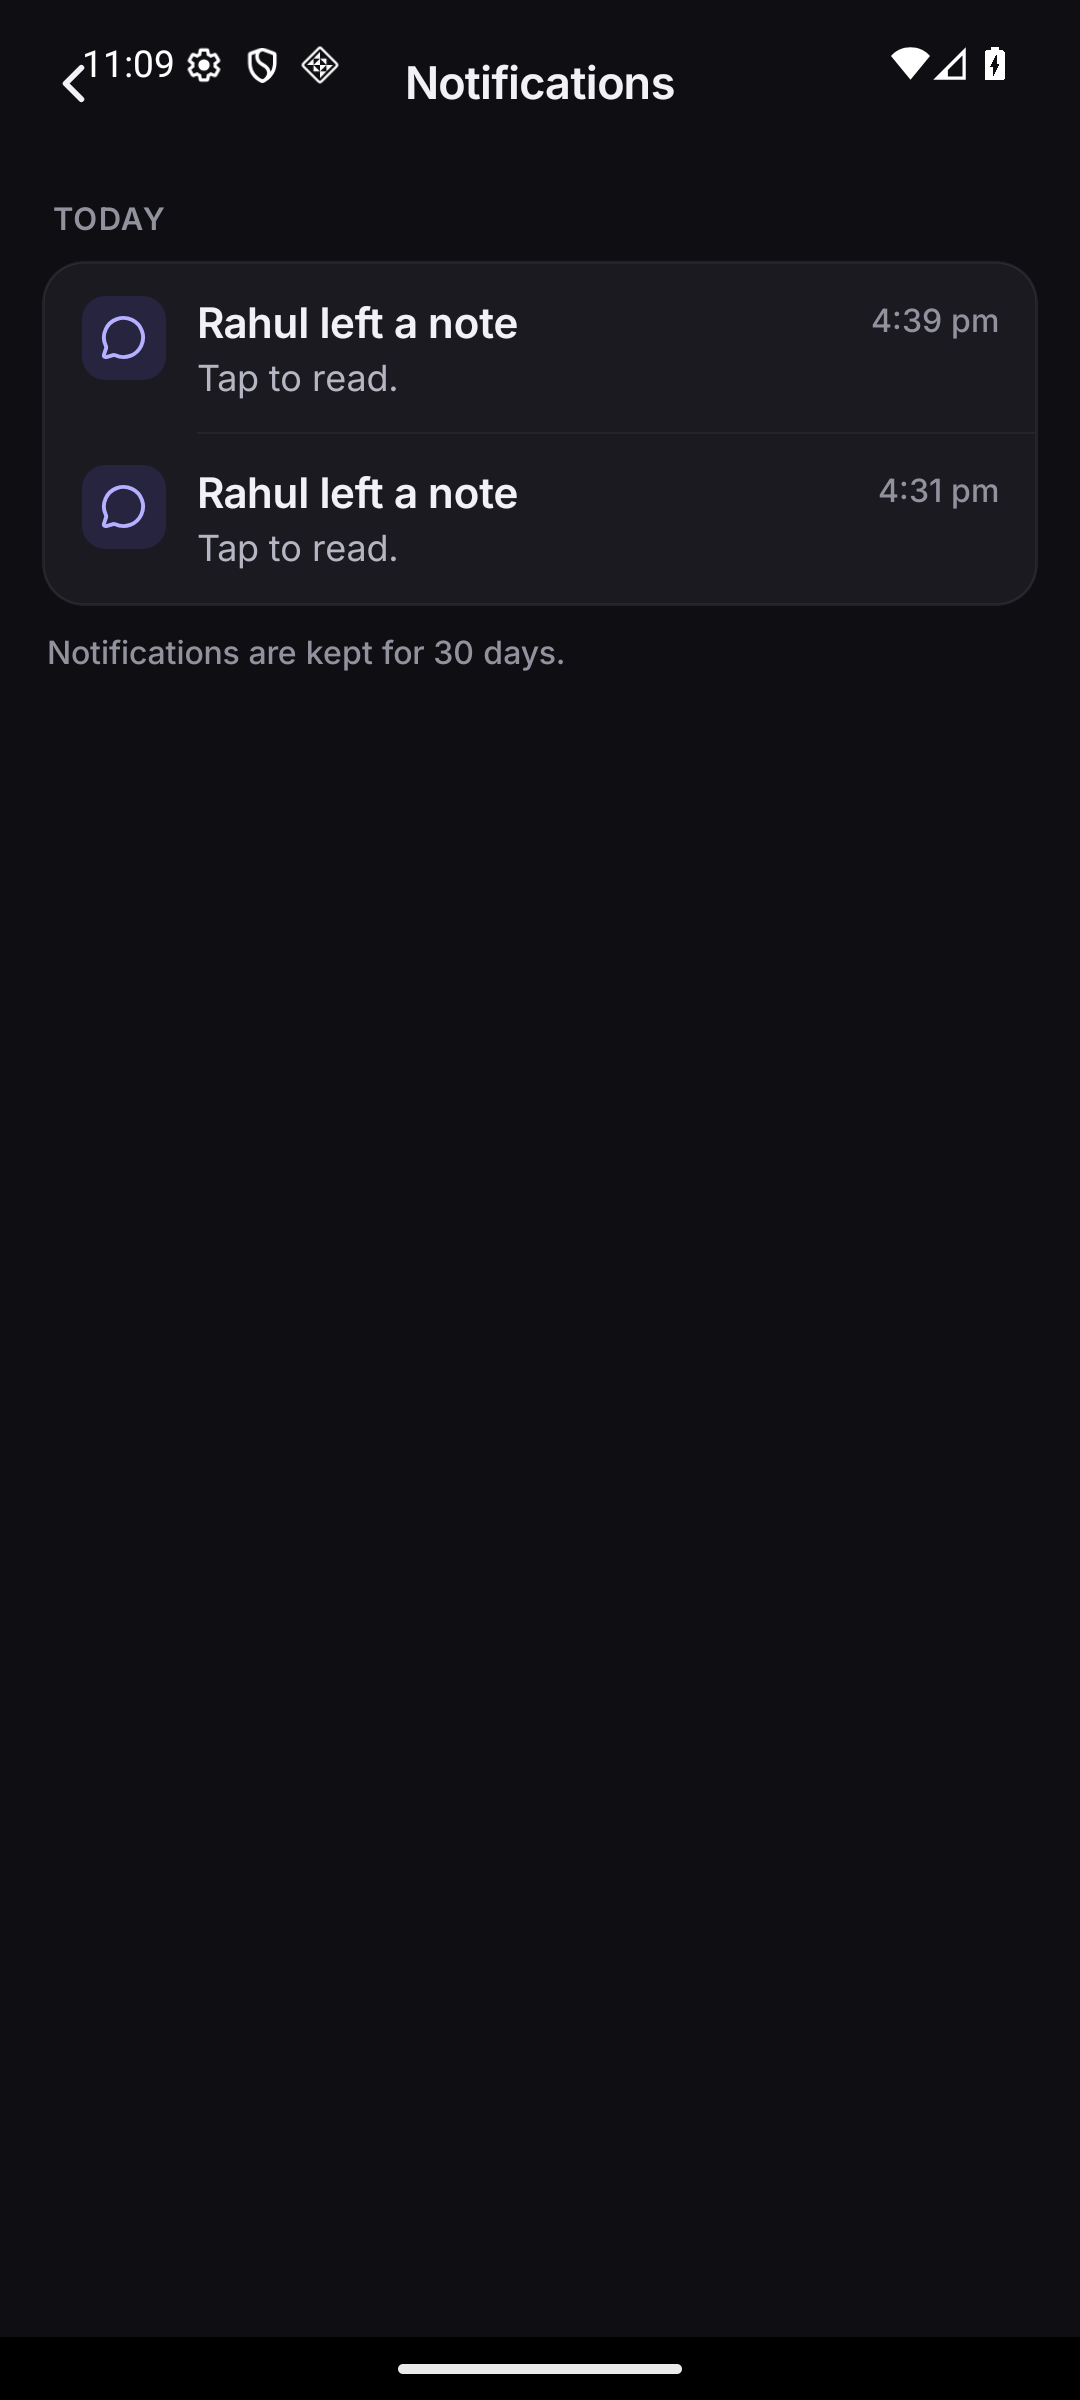 11:09
Notifications
TODAY
Rahul left a note
4:39 pm
Tap to read.
Rahul left a note
4:31 pm
Tap to read.
Notifications are kept for 30 days.